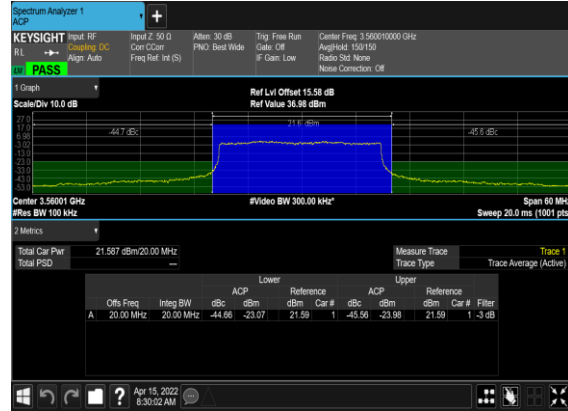 Spectrum Analyzer 1
ACP
KEYSIGHT Input: RF Input Z: 50 Ω Atten: 30 dB Trig: Free Run Center Freq: 3.560010000 GHz
RL Coupling: DC Corr CCorr PNO: Best Wide Gate: Off Avg|Hold: 150/150
Align: Auto Freq Ref: Int (S) IF Gain: Low Radio Std: None
LW PASS Noise Correction: Off
1 Graph
Ref Lvl Offset 15.58 dB
Scale/Div 10.0 dB Ref Value 36.98 dBm
27.0
17.0
6.98
-3.02
-13.0
-23.0
-33.0
-43.0
-53.0
-44.7 dBc 21.6 dBm -45.6 dBc
Center 3.56001 GHz #Video BW 300.00 kHz* Span 60 MHz
#Res BW 100 kHz Sweep 20.0 ms (1001 pts)
2 Metrics
Total Car Pwr 21.587 dBm/20.00 MHz Measure Trace Trace 1
Total PSD — Trace Type Trace Average (Active)
Lower Upper
ACP Reference ACP Reference
Offs Freq Integ BW dBc dBm dBm Car # dBc dBm dBm Car # Filter
A 20.00 MHz 20.00 MHz -44.66 -23.07 21.59 1 -45.56 -23.98 21.59 1 -3 dB
Apr 15, 2022
8:30:02 AM